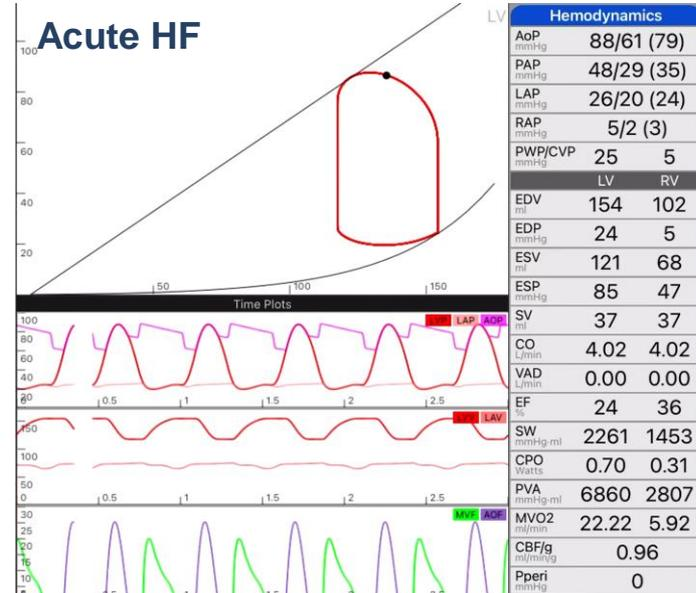 Acute HF
LV
100
80
60
40
20
50
100
150
Time Plots
LVP LAP AOP
100
80
60
40
20
0.5 1 1.5 2 2.5
LVV LAV
150
100
50
0
0.5 1 1.5 2 2.5
MVF AOF
30
25
20
15
10
Hemodynamics
AoP mmHg 88/61 (79)
PAP mmHg 48/29 (35)
LAP mmHg 26/20 (24)
RAP mmHg 5/2 (3)
PWP/CVP mmHg 25 5
LV RV
EDV ml 154 102
EDP mmHg 24 5
ESV ml 121 68
ESP mmHg 85 47
SV ml 37 37
CO L/min 4.02 4.02
VAD L/min 0.00 0.00
EF % 24 36
SW mmHg·ml 2261 1453
CPO Watts 0.70 0.31
PVA mmHg·ml 6860 2807
MVO2 ml/min 22.22 5.92
CBF/g ml/min/g 0.96
Pperi mmHg 0